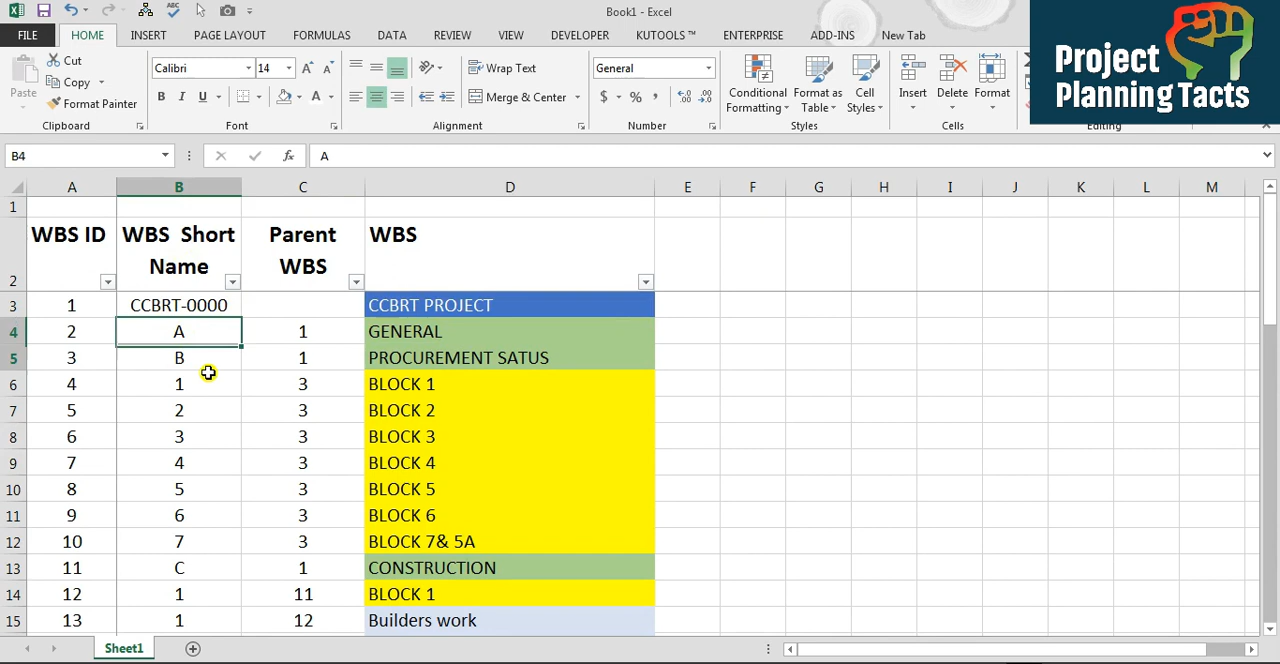 Book1 - Excel
FILE HOME INSERT PAGE LAYOUT FORMULAS DATA REVIEW VIEW DEVELOPER KUTOOLS ™ ENTERPRISE ADD-INS New Tab
Project
Planning Tacts
Paste
Cut
Copy
Format Painter
Clipboard
Calibri 14
B I U
Font
Wrap Text
Merge & Center
Alignment
General
$ % ,
Number
Conditional Formatting
Format as Table
Cell Styles
Styles
Insert Delete Format
Cells
Editing
B4 fx A
A B C D E F G H I J K L M
1
2 WBS ID WBS Short Name Parent WBS WBS
3 1 CCBRT-0000 CCBRT PROJECT
4 2 A 1 GENERAL
5 3 B 1 PROCUREMENT SATUS
6 4 1 3 BLOCK 1
7 5 2 3 BLOCK 2
8 6 3 3 BLOCK 3
9 7 4 3 BLOCK 4
10 8 5 3 BLOCK 5
11 9 6 3 BLOCK 6
12 10 7 3 BLOCK 7& 5A
13 11 C 1 CONSTRUCTION
14 12 1 11 BLOCK 1
15 13 1 12 Builders work
Sheet1